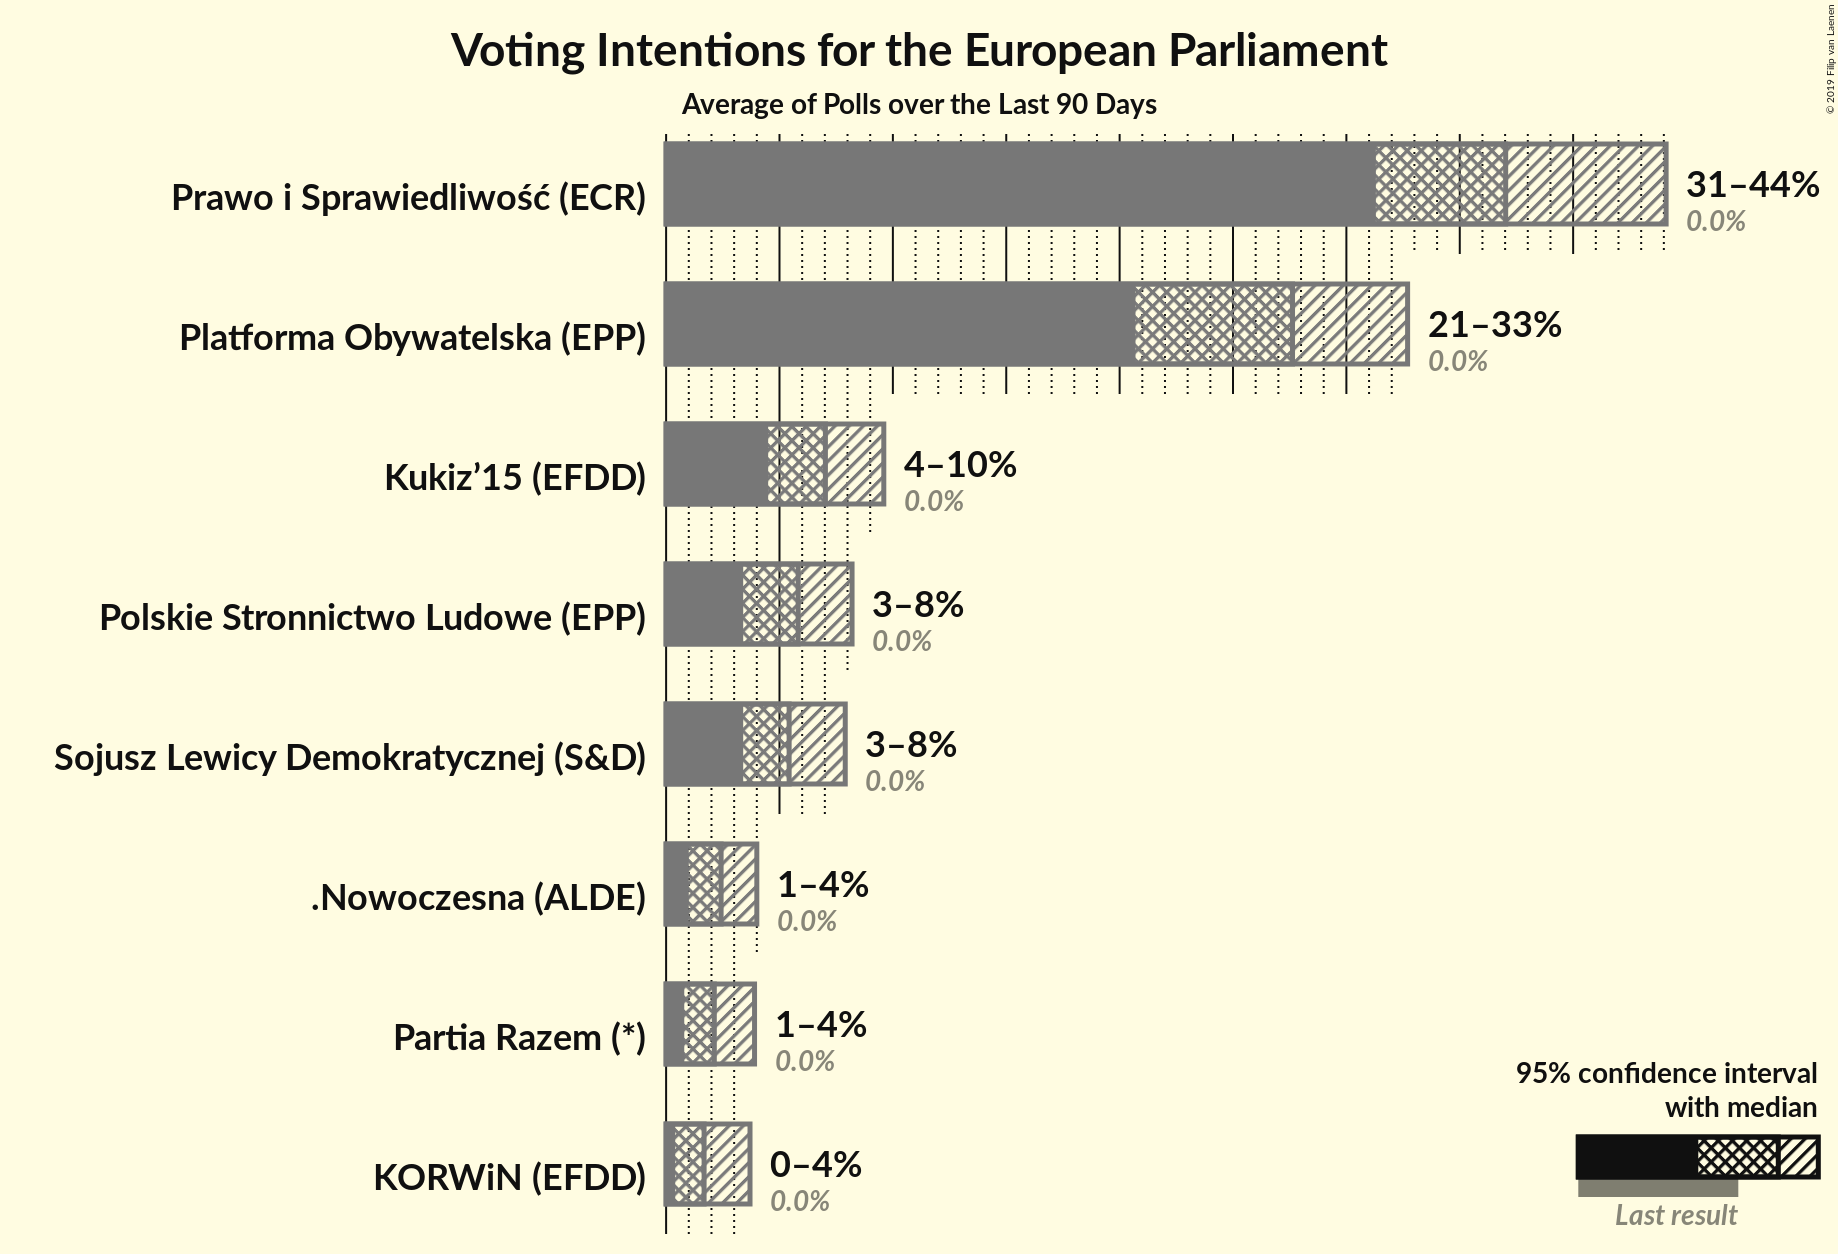 Voting Intentions for the European Parliament
Average of Polls over the Last 90 Days
© 2019 Filip van Laenen
Prawo i Sprawiedliwość (ECR)
31–44%
0.0%
Platforma Obywatelska (EPP)
21–33%
0.0%
Kukiz’15 (EFDD)
4–10%
0.0%
Polskie Stronnictwo Ludowe (EPP)
3–8%
0.0%
Sojusz Lewicy Demokratycznej (S&D)
3–8%
0.0%
.Nowoczesna (ALDE)
1–4%
0.0%
Partia Razem (*)
1–4%
0.0%
KORWiN (EFDD)
0–4%
0.0%
95% confidence interval
with median
Last result